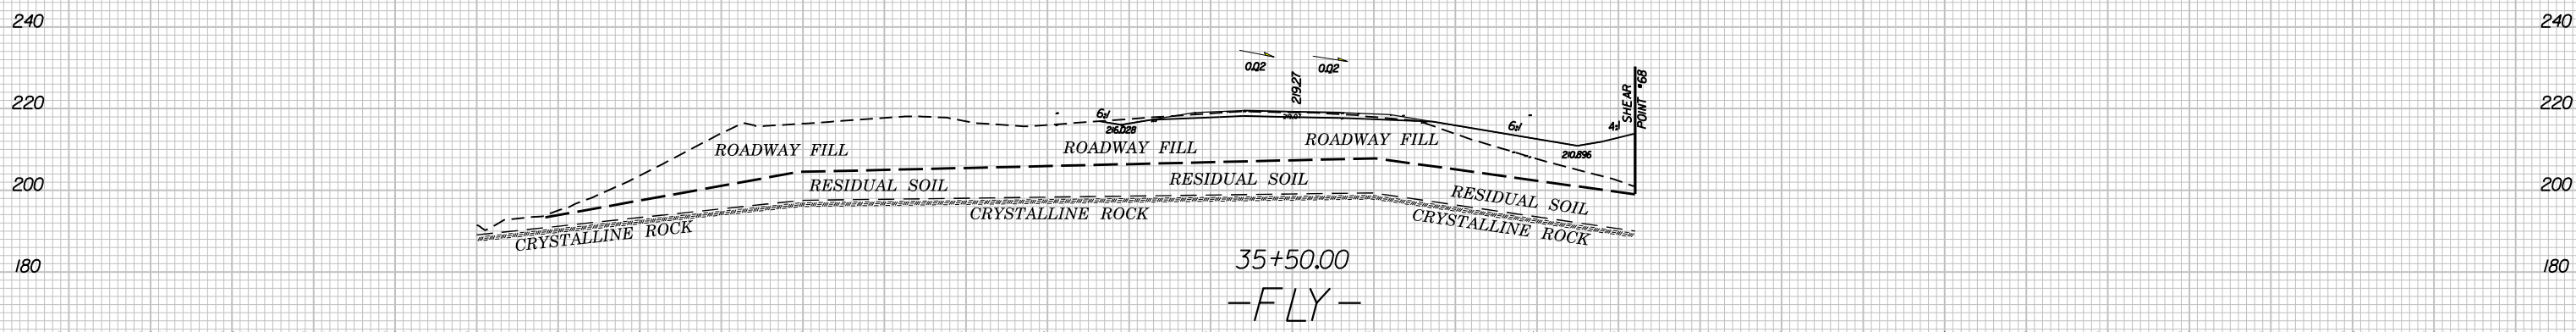 240 240
0.02 0.02
219.27
220 220
SHEAR
POINT #68
6:1
216.028
6:1
4:1
210.896
ROADWAY FILL
ROADWAY FILL
ROADWAY FILL
200 200
RESIDUAL SOIL
RESIDUAL SOIL
RESIDUAL SOIL
CRYSTALLINE ROCK
CRYSTALLINE ROCK
CRYSTALLINE ROCK
180 180
35+50.00
-FLY-